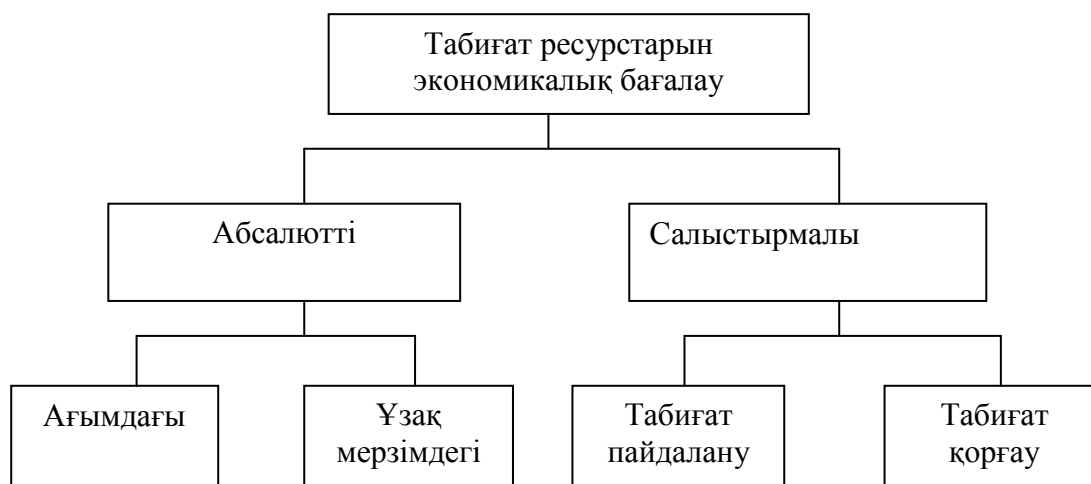 Табиғат ресурстарын
экономикалық бағалау
Абсалютті
Салыстырмалы
Ағымдағы
Ұзақ
мерзімдегі
Табиғат
пайдалану
Табиғат
қорғау